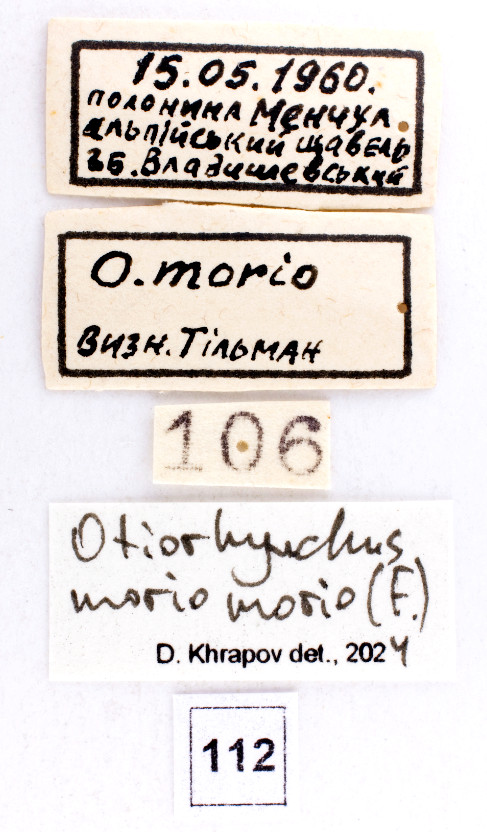 15.05.1960.
полонина Менчул.
альпійський щавель
зб. Владишевський
O. morio
Визн. Тільман
106
Otiorhynchus
morio morio (F.)
D. Khrapov det., 2024
112